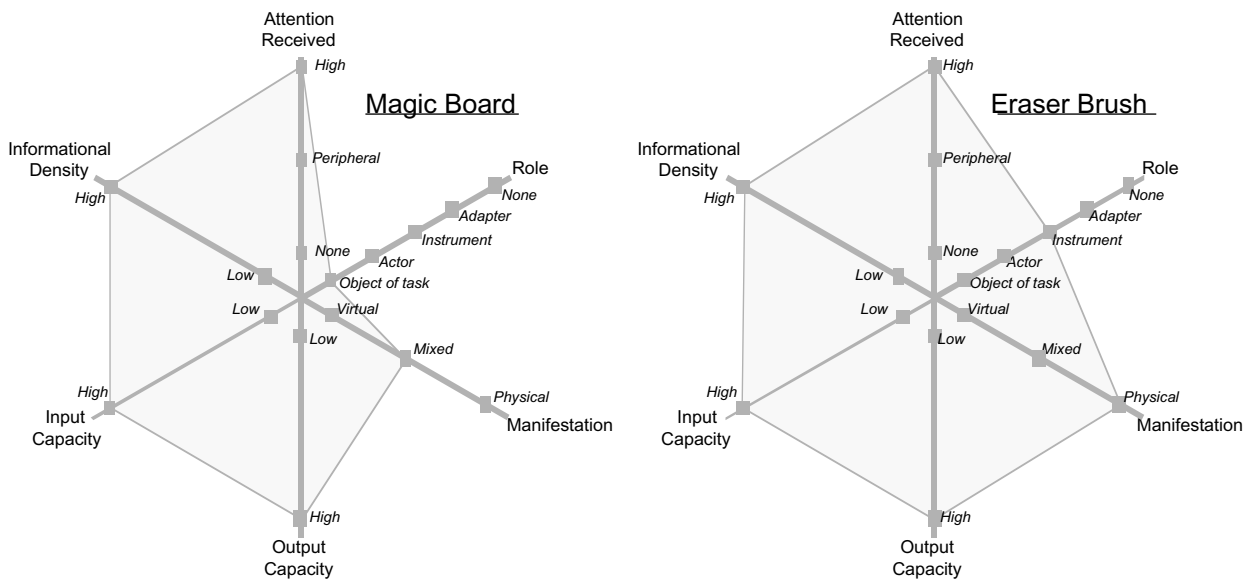 Attention
Received
High
Magic Board
Peripheral
Informational
Density
High
Role
None
Adapter
Instrument
None
Actor
Low
Object of task
Low
Virtual
Low
Mixed
High
Physical
Input
Capacity
Manifestation
High
Output
Capacity
Attention
Received
High
Eraser Brush
Peripheral
Informational
Density
High
Role
None
Adapter
Instrument
None
Actor
Low
Object of task
Low
Virtual
Low
Mixed
High
Physical
Input
Capacity
Manifestation
High
Output
Capacity